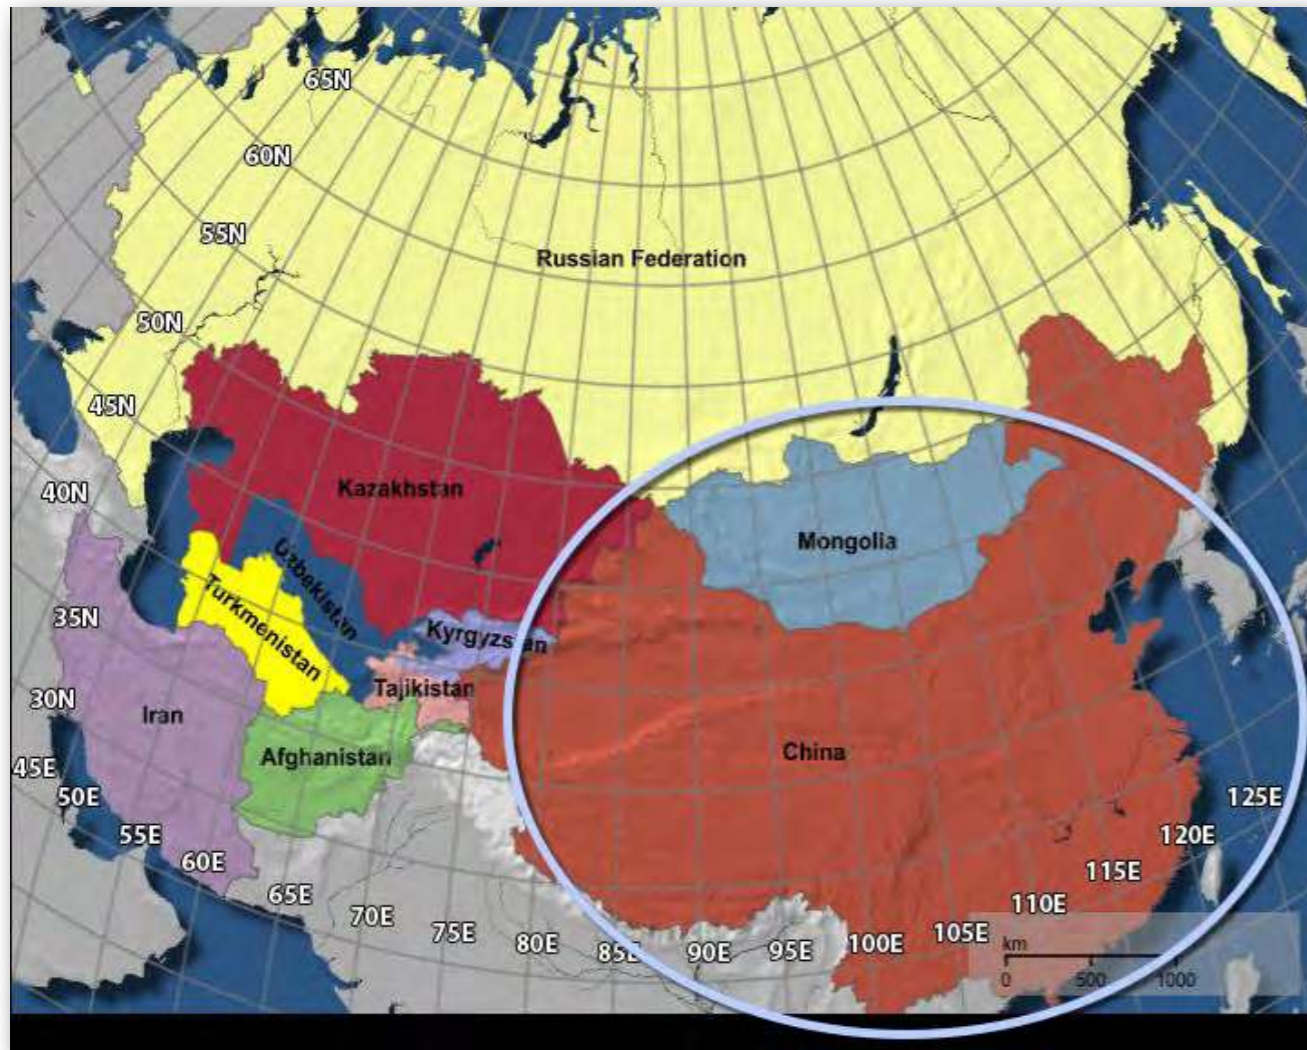 65N
60N
55N
Russian Federation
50N
45N
Kazakhstan
40N
Mongolia
Uzbekistan
Turkmenistan
35N
Kyrgyzstan
Tajikistan
30N
Iran
Afghanistan
China
45E
50E
55E
60E
65E
70E
75E
80E
85E
90E
95E
100E
105E
110E
115E
120E
125E
km
0 500 1000